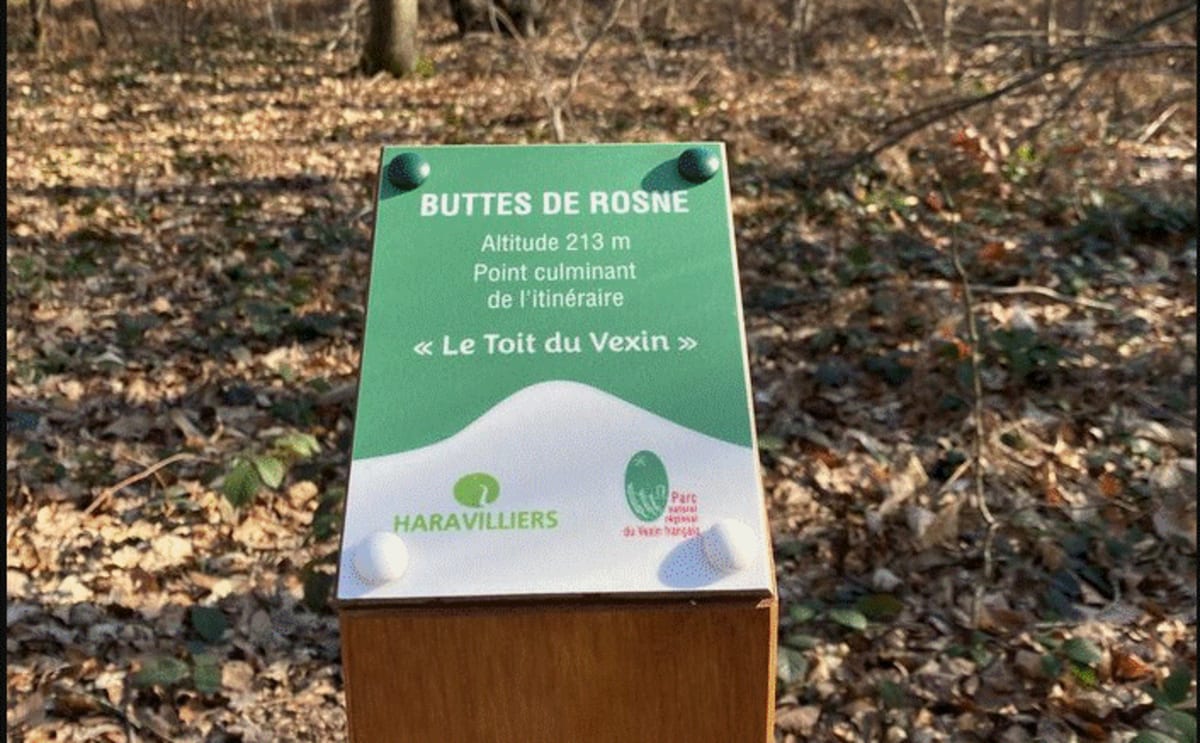 BUTTES DE ROSNE
Altitude 213 m
Point culminant
de l'itinéraire
« Le Toit du Vexin »
HARAVILLIERS
Parc
naturel
régional
du Vexin français